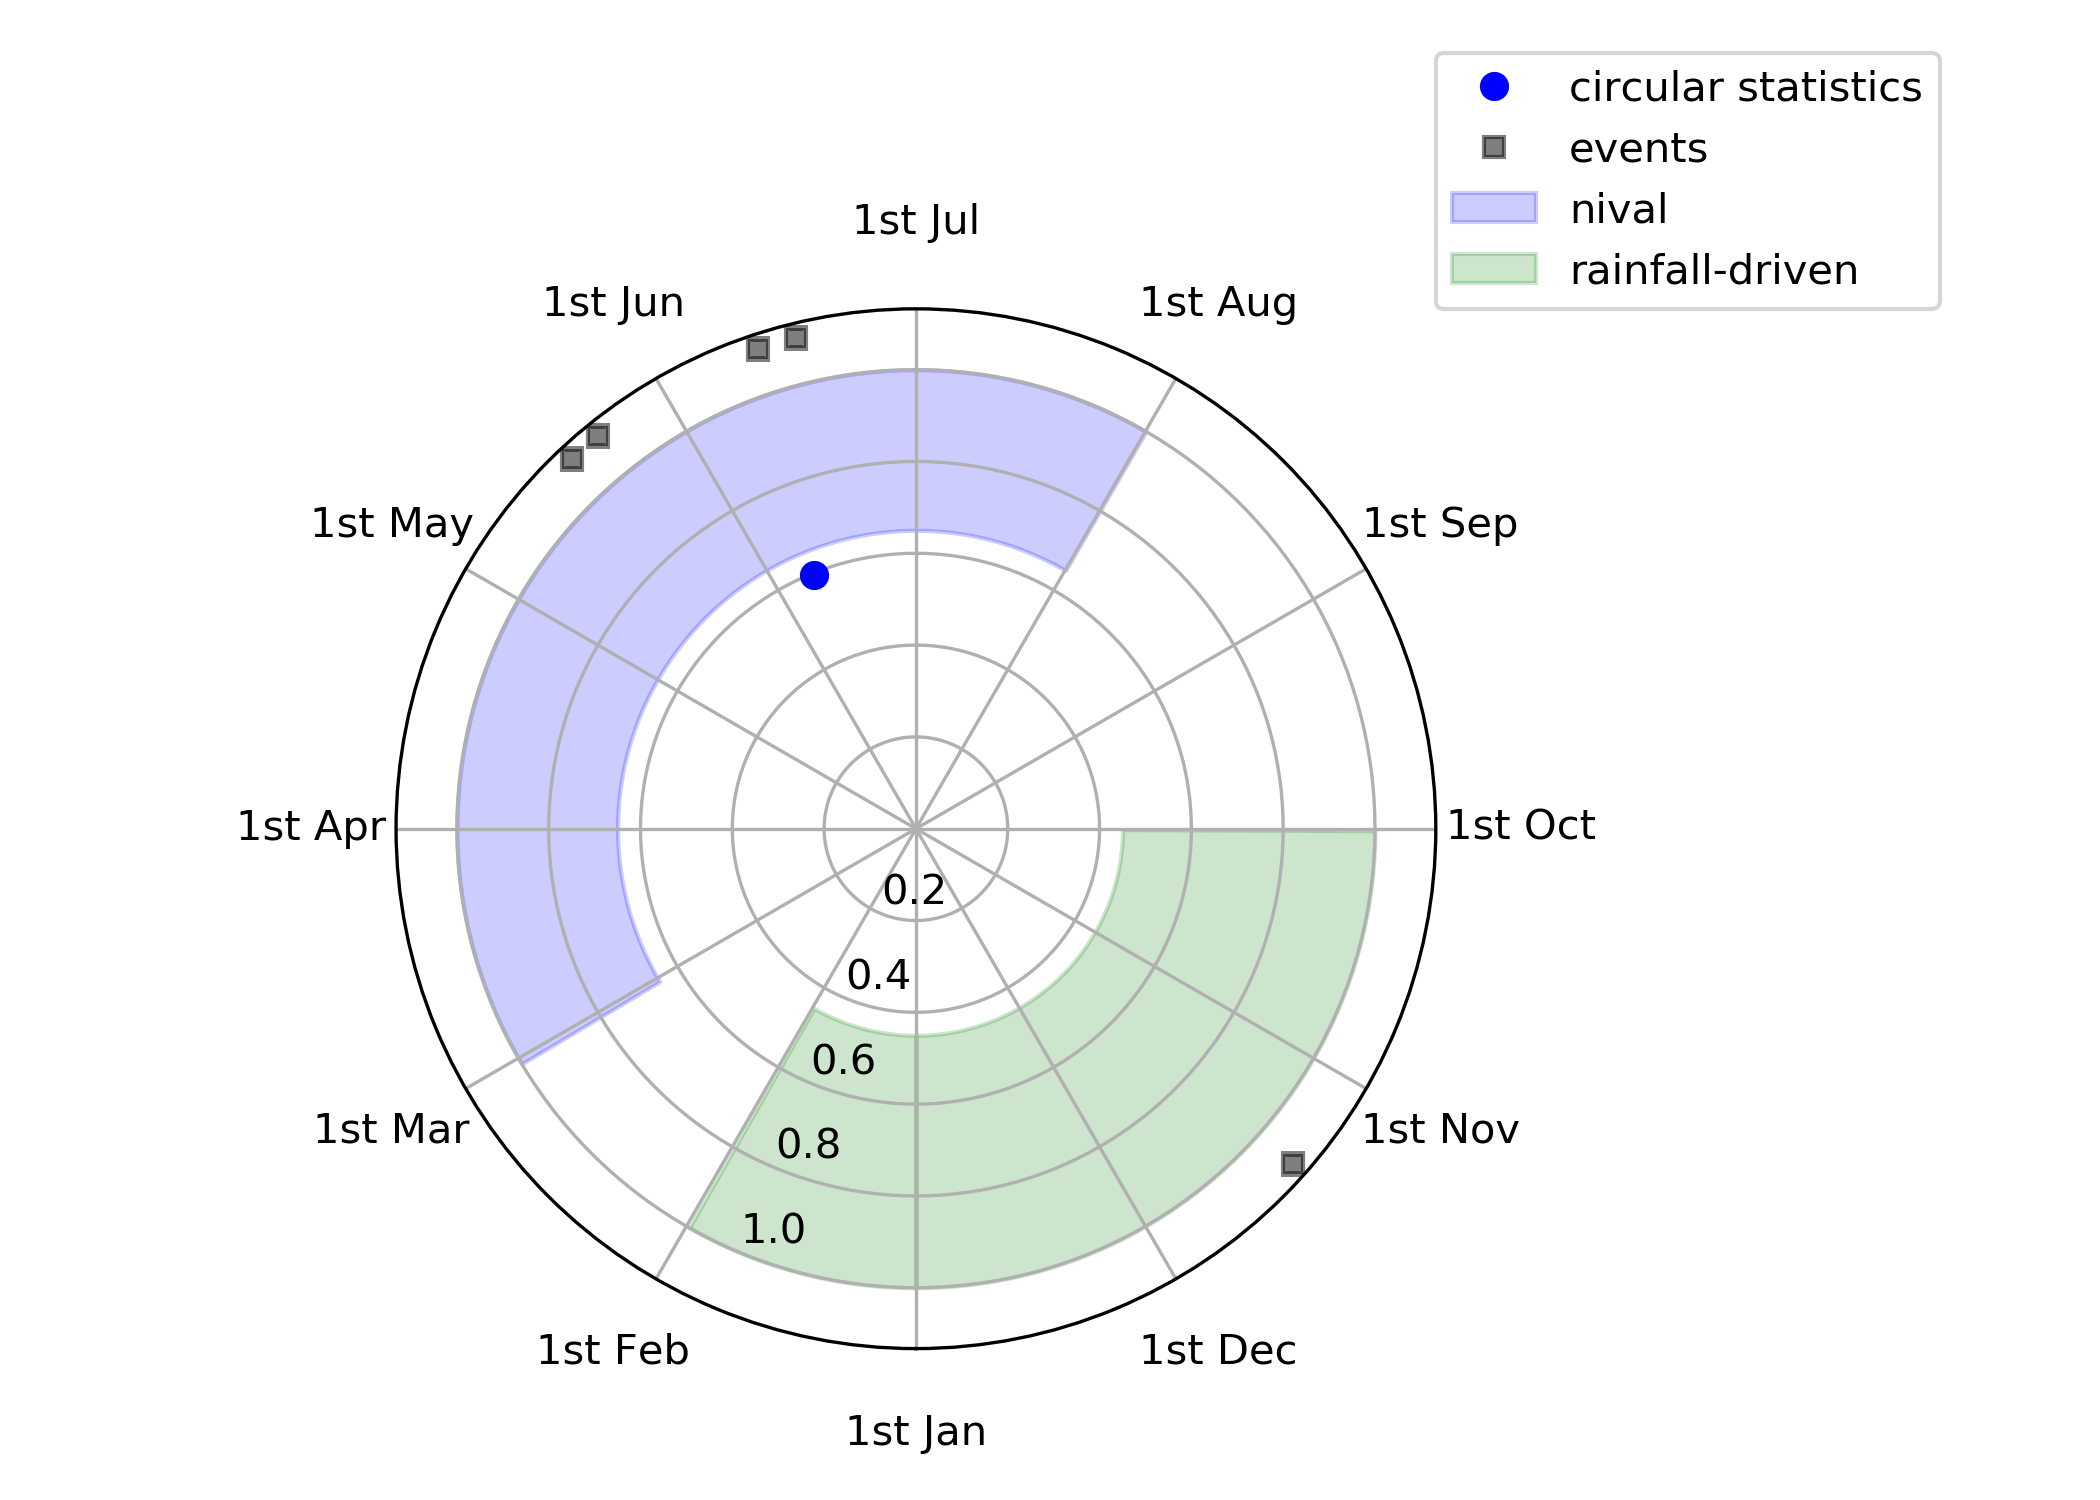 circular statistics
events
nival
rainfall-driven
1st Jul
1st Jun
1st Aug
1st May
1st Sep
1st Apr
1st Oct
0.2
0.4
0.6
0.8
1.0
1st Mar
1st Nov
1st Feb
1st Dec
1st Jan